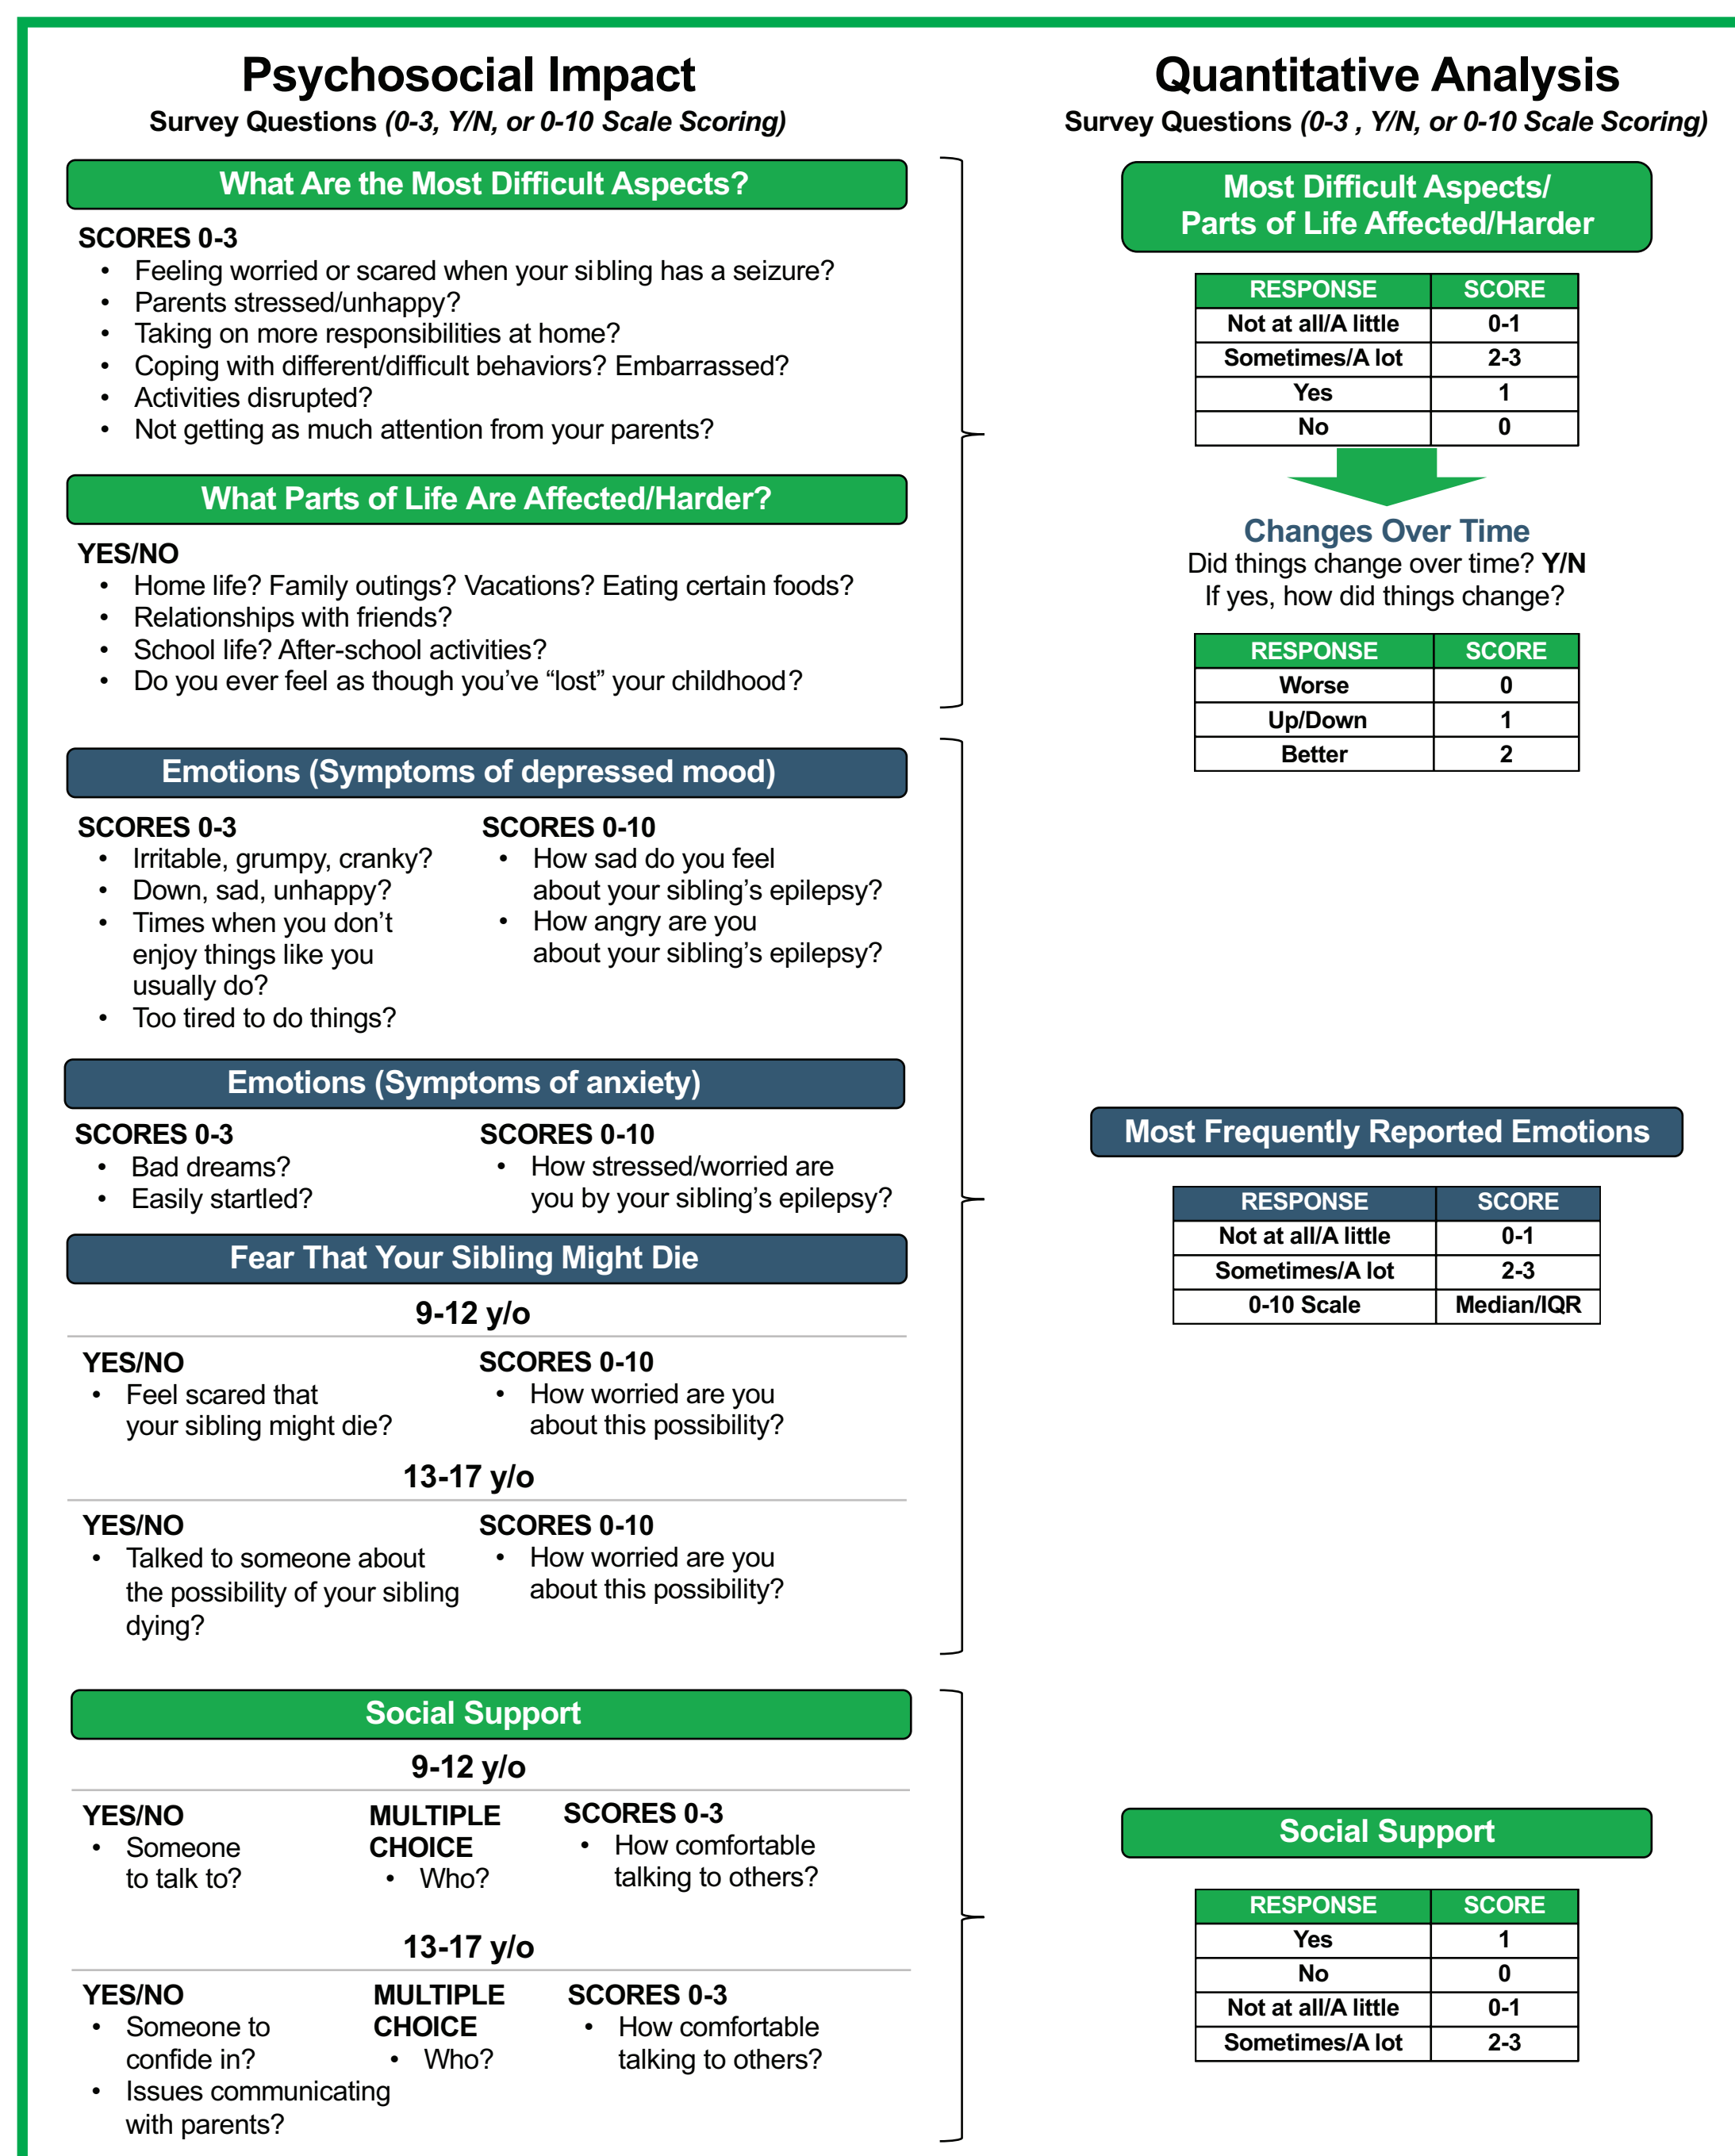 Psychosocial Impact
Survey Questions (0-3, Y/N, or 0-10 Scale Scoring)
What Are the Most Difficult Aspects?
SCORES 0-3
• Feeling worried or scared when your sibling has a seizure?
• Parents stressed/unhappy?
• Taking on more responsibilities at home?
• Coping with different/difficult behaviors? Embarrassed?
• Activities disrupted?
• Not getting as much attention from your parents?
What Parts of Life Are Affected/Harder?
YES/NO
• Home life? Family outings? Vacations? Eating certain foods?
• Relationships with friends?
• School life? After-school activities?
• Do you ever feel as though you’ve “lost” your childhood?
Emotions (Symptoms of depressed mood)
SCORES 0-3
• Irritable, grumpy, cranky?
• Down, sad, unhappy?
• Times when you don’t
enjoy things like you
usually do?
• Too tired to do things?
SCORES 0-10
• How sad do you feel
about your sibling’s epilepsy?
• How angry are you
about your sibling’s epilepsy?
Emotions (Symptoms of anxiety)
SCORES 0-3
• Bad dreams?
• Easily startled?
SCORES 0-10
• How stressed/worried are
you by your sibling’s epilepsy?
Fear That Your Sibling Might Die
9-12 y/o
YES/NO
• Feel scared that
your sibling might die?
SCORES 0-10
• How worried are you
about this possibility?
13-17 y/o
YES/NO
• Talked to someone about
the possibility of your sibling
dying?
SCORES 0-10
• How worried are you
about this possibility?
Social Support
9-12 y/o
YES/NO
• Someone
to talk to?
MULTIPLE
CHOICE
• Who?
SCORES 0-3
• How comfortable
talking to others?
13-17 y/o
YES/NO
• Someone to
confide in?
• Issues communicating
with parents?
MULTIPLE
CHOICE
• Who?
SCORES 0-3
• How comfortable
talking to others?
Quantitative Analysis
Survey Questions (0-3 , Y/N, or 0-10 Scale Scoring)
Most Difficult Aspects/
Parts of Life Affected/Harder
RESPONSE SCORE
Not at all/A little 0-1
Sometimes/A lot 2-3
Yes 1
No 0
Changes Over Time
Did things change over time? Y/N
If yes, how did things change?
RESPONSE SCORE
Worse 0
Up/Down 1
Better 2
Most Frequently Reported Emotions
RESPONSE SCORE
Not at all/A little 0-1
Sometimes/A lot 2-3
0-10 Scale Median/IQR
Social Support
RESPONSE SCORE
Yes 1
No 0
Not at all/A little 0-1
Sometimes/A lot 2-3